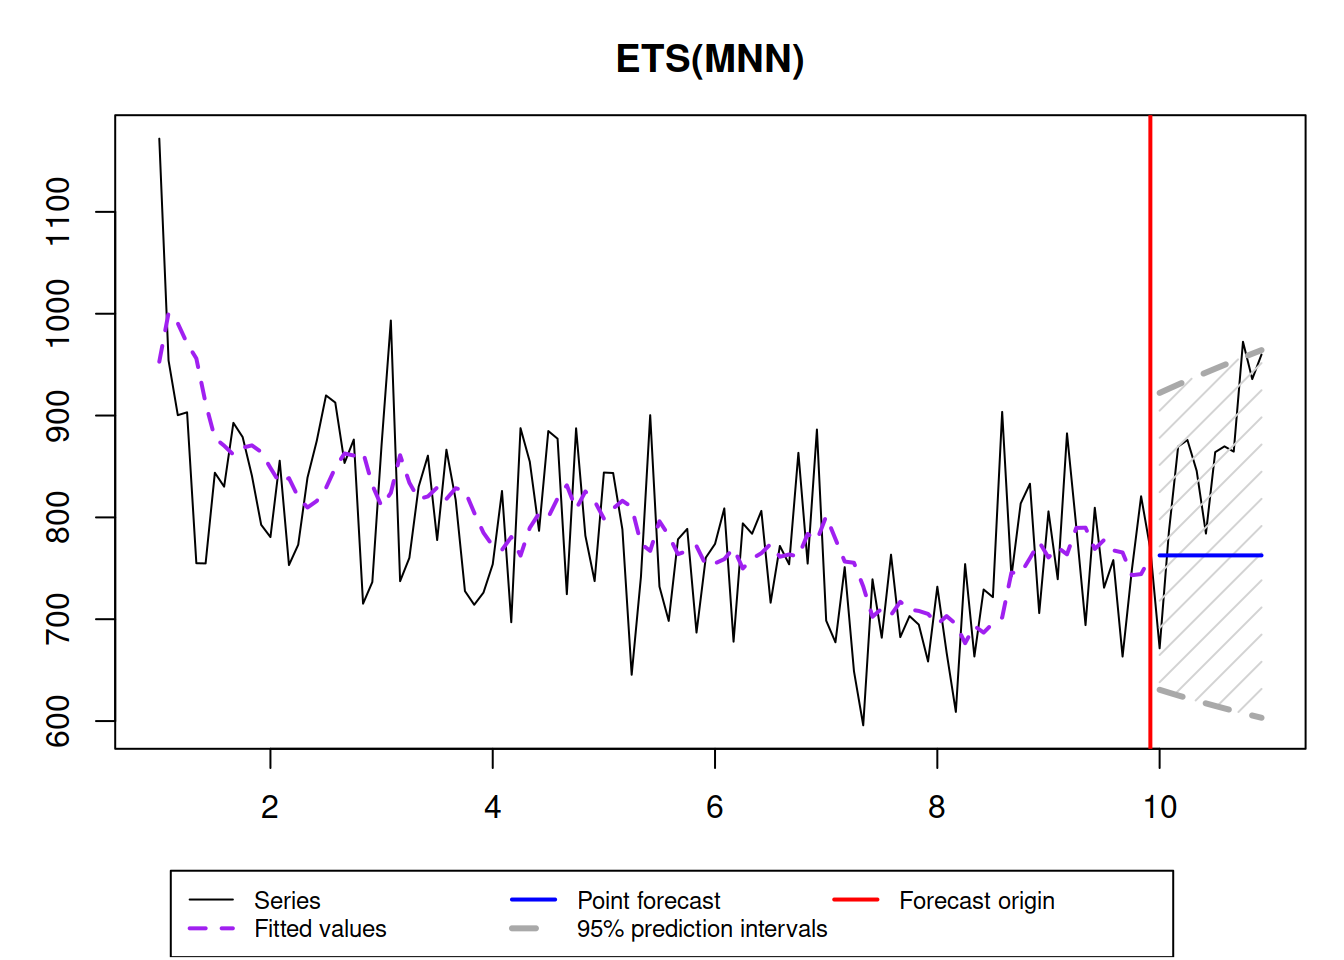 ETS(MNN)
1100
1000
900
800
700
600
2 4 6 8 10
Series Point forecast Forecast origin
Fitted values 95% prediction intervals